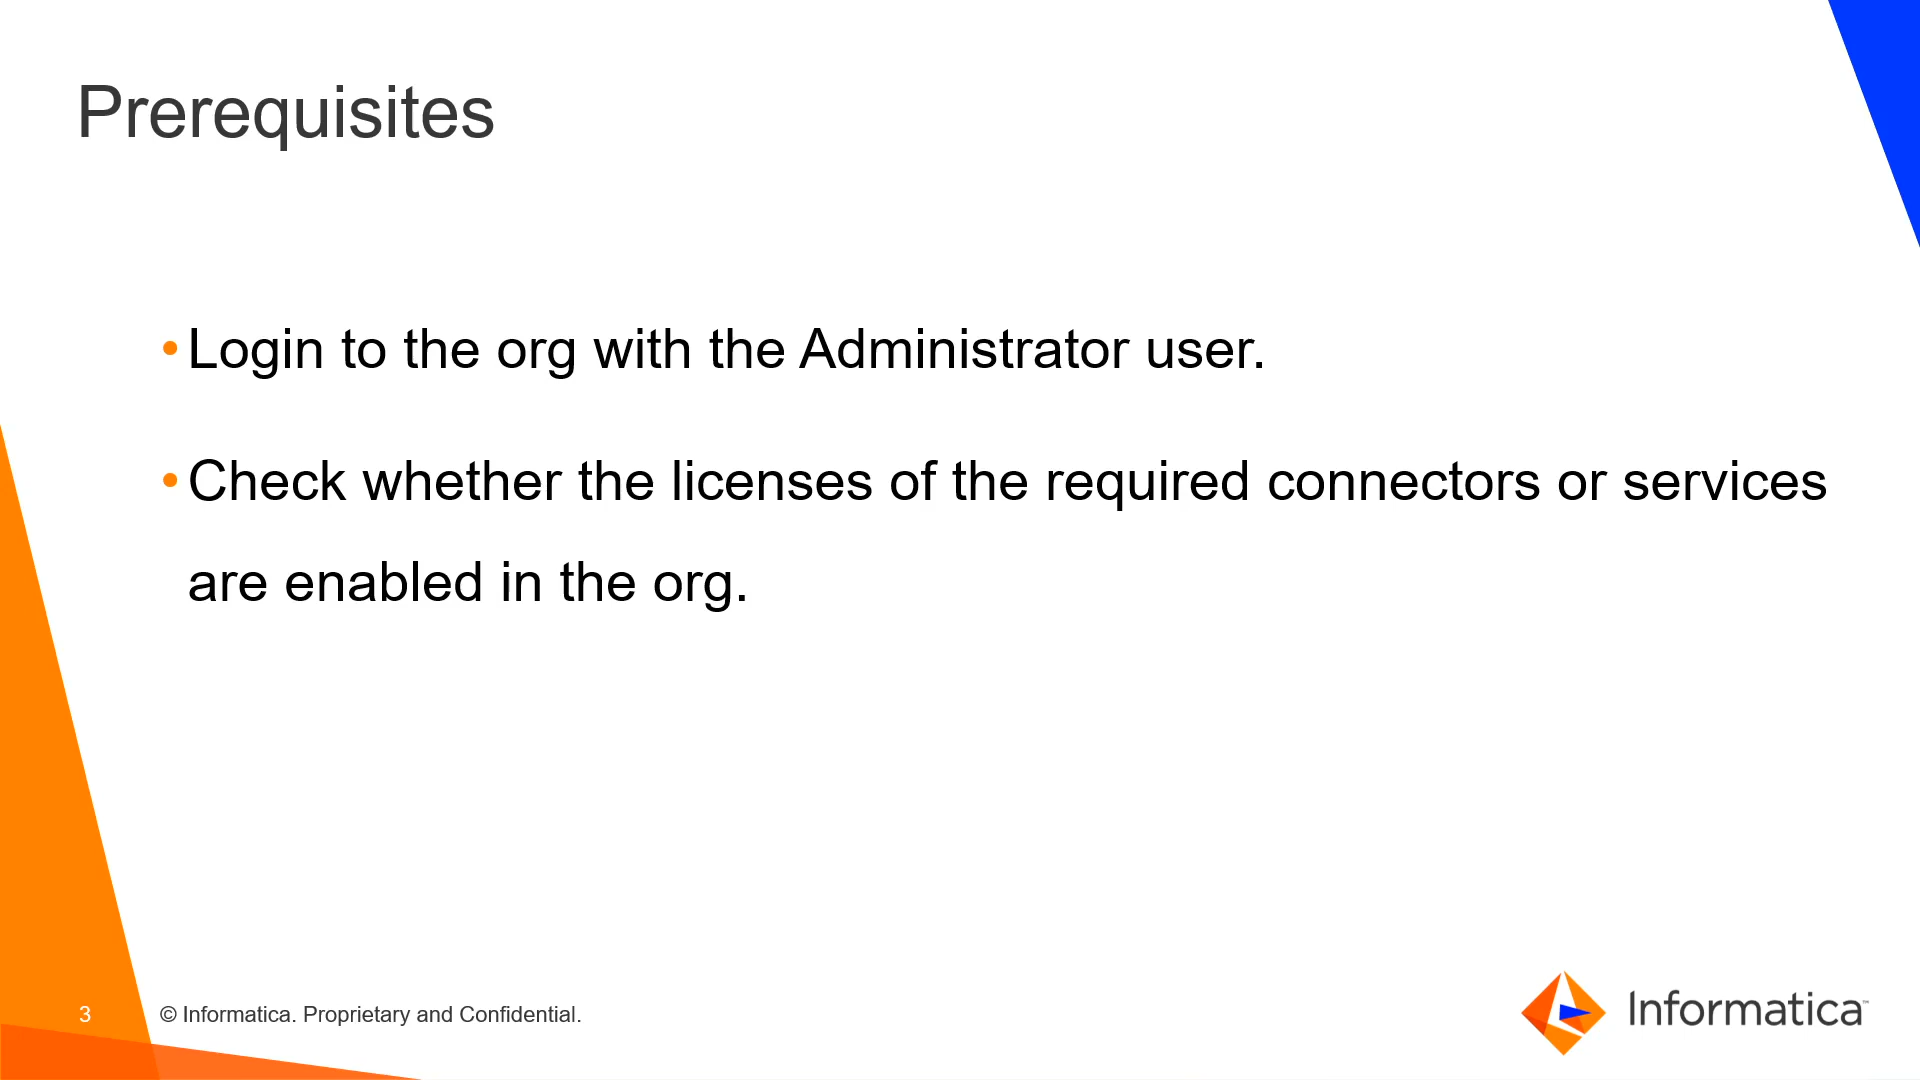 Prerequisites
• Login to the org with the Administrator user.
• Check whether the licenses of the required connectors or services
are enabled in the org.
3
© Informatica. Proprietary and Confidential.
Informatica™